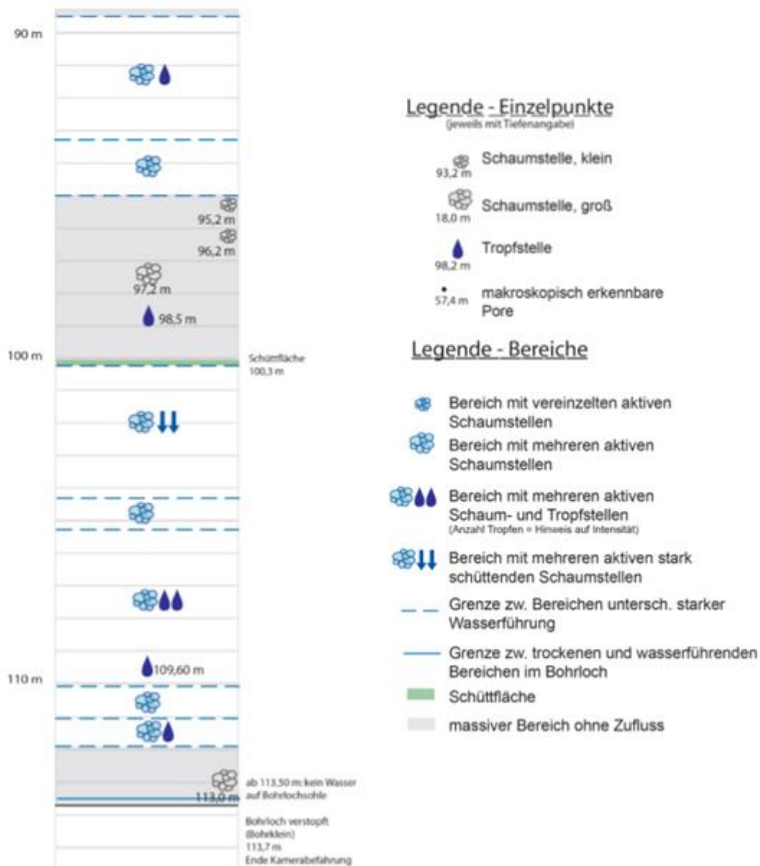 90 m
95,2 m
96,2 m
97,2 m
98,5 m
100 m
Schüttfläche
100,3 m
109,60 m
110 m
113,0 m
ab 113,50 m: kein Wasser
auf Bohrlochsohle
Bohrloch verstopft
(Bohrklein)
113,7 m
Ende Kamerabefahrung
Legende - Einzelpunkte
(jeweils mit Tiefenangabe)
Schaumstelle, klein
93,2 m
Schaumstelle, groß
18,0 m
Tropfstelle
98,2 m
makroskopisch erkennbare
57,4 m
Pore
Legende - Bereiche
Bereich mit vereinzelten aktiven
Schaumstellen
Bereich mit mehreren aktiven
Schaumstellen
Bereich mit mehreren aktiven
Schaum- und Tropfstellen
(Anzahl Tropfen = Hinweis auf Intensität)
Bereich mit mehreren aktiven stark
schüttenden Schaumstellen
Grenze zw. Bereichen untersch. starker
Wasserführung
Grenze zw. trockenen und wasserführenden
Bereichen im Bohrloch
Schüttfläche
massiver Bereich ohne Zufluss